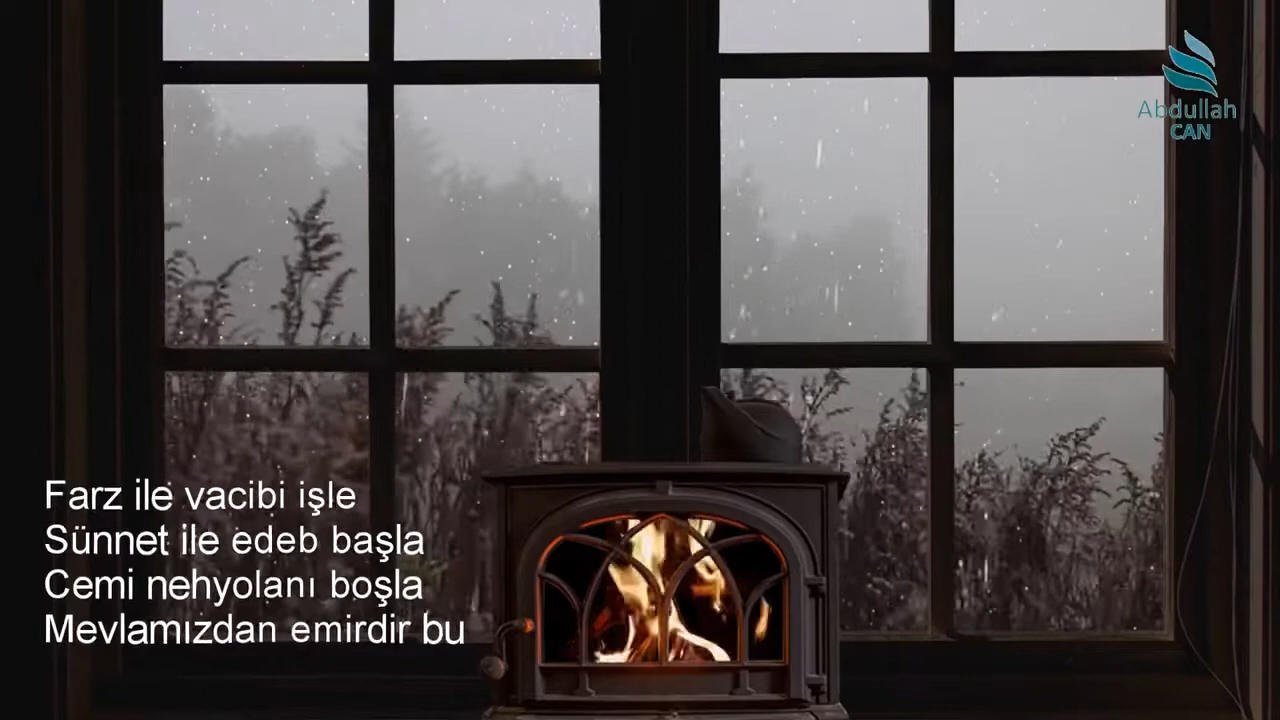 Abdullah
CAN
Farz ile vacibi işle
Sünnet ile edeb başla
Cemi nehyolanı boşla
Mevlamızdan emirdir bu